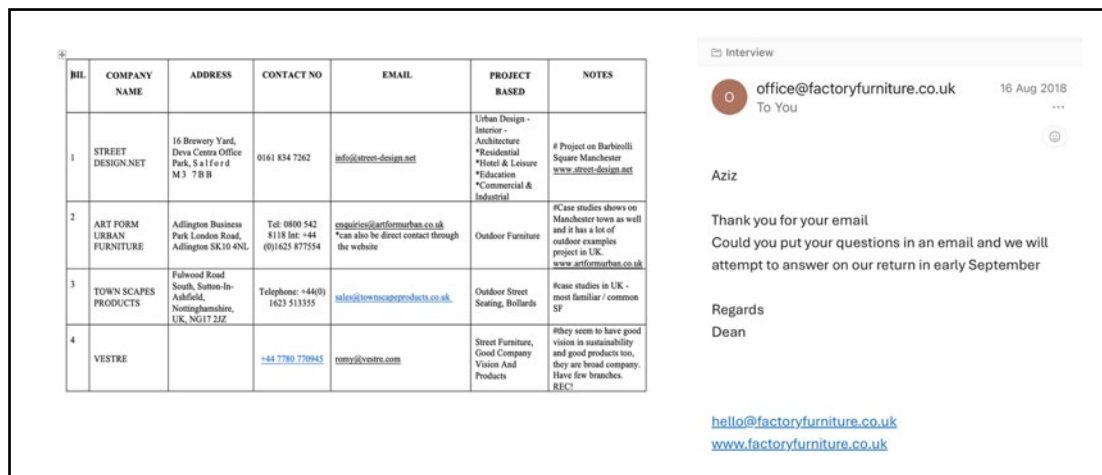 BIL
COMPANY
NAME
ADDRESS
CONTACT NO
EMAIL
PROJECT
BASED
NOTES
1
STREET
DESIGN.NET
16 Brewery Yard,
Deva Centra Office
Park, Salford
M3 7BB
0161 834 7262
info@street-design.net
Urban Design -
Interior -
Architecture
*Residential
*Hotel & Leisure
*Education
*Commercial &
Industrial
# Project on Barbirolli
Square Manchester
www.street-design.net
2
ART FORM
URBAN
FURNITURE
Adlington Business
Park London Road,
Adlington SK10 4NL
Tel: 0800 542
8118 Int: +44
(0)1625 877554
enquiries@artformurban.co.uk
*can also be direct contact through
the website
Outdoor Furniture
#Case studies shows on
Manchester town as well
and it has a lot of
outdoor examples
project in UK.
www.artformurban.co.uk
3
TOWN SCAPES
PRODUCTS
Fulwood Road
South, Sutton-In-
Ashfield,
Nottinghamshire,
UK, NG17 2JZ
Telephone: +44(0)
1623 513355
sales@townscapeproducts.co.uk
Outdoor Street
Seating, Bollards
#case studies in UK -
most familiar / common
SF
4
VESTRE
+44 7780 770945
romy@vestre.com
Street Furniture,
Good Company
Vision And
Products
#they seem to have good
vision in sustainability
and good products too,
they are broad company.
Have few branches.
REC!
Interview
O
office@factoryfurniture.co.uk
16 Aug 2018
To You
Aziz
Thank you for your email
Could you put your questions in an email and we will
attempt to answer on our return in early September
Regards
Dean
hello@factoryfurniture.co.uk
www.factoryfurniture.co.uk